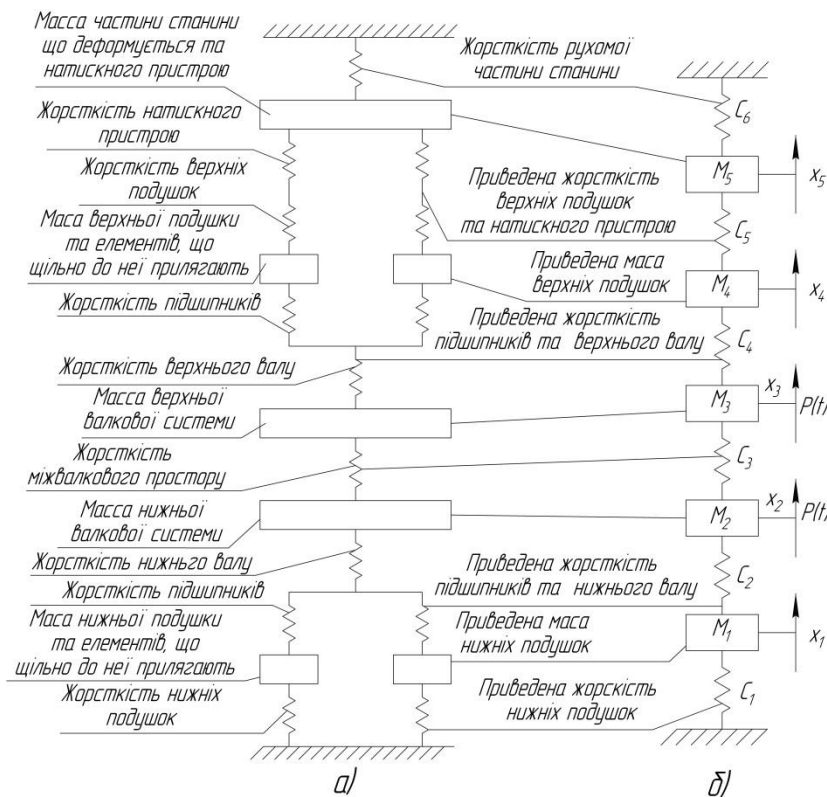 Масса частини станини
що деформується та
натискного пристрою
Жорсткість рухомої
частини станини
C6
Жорсткість натискного
пристрою
M5
x5
Жорсткість верхніх
подушок
Приведена жорсткість
верхніх подушок
та натискного пристрою
C5
Маса верхньої подушки
та елементів, що
щільно до неї прилягають
Приведена маса
верхніх подушок
M4
x4
Жорсткість підшипників
Приведена жорсткість
підшипників та верхнього валу
C4
Жорсткість верхнього валу
x3
Масса верхньої
валкової системи
M3
P(t)
Жорсткість
міжвалкового простору
C3
Масса нижньої
валкової системи
x2
M2
P(t)
Жорсткість нижнього валу
Жорсткість підшипників
Приведена жорсткість
підшипників та нижнього валу
C2
Маса нижньої подушки
та елементів, що
щільно до неї прилягають
Приведена маса
нижніх подушок
M1
x1
Жорсткість нижніх
подушок
Приведена жорскість
нижніх подушок
C1
а)
б)